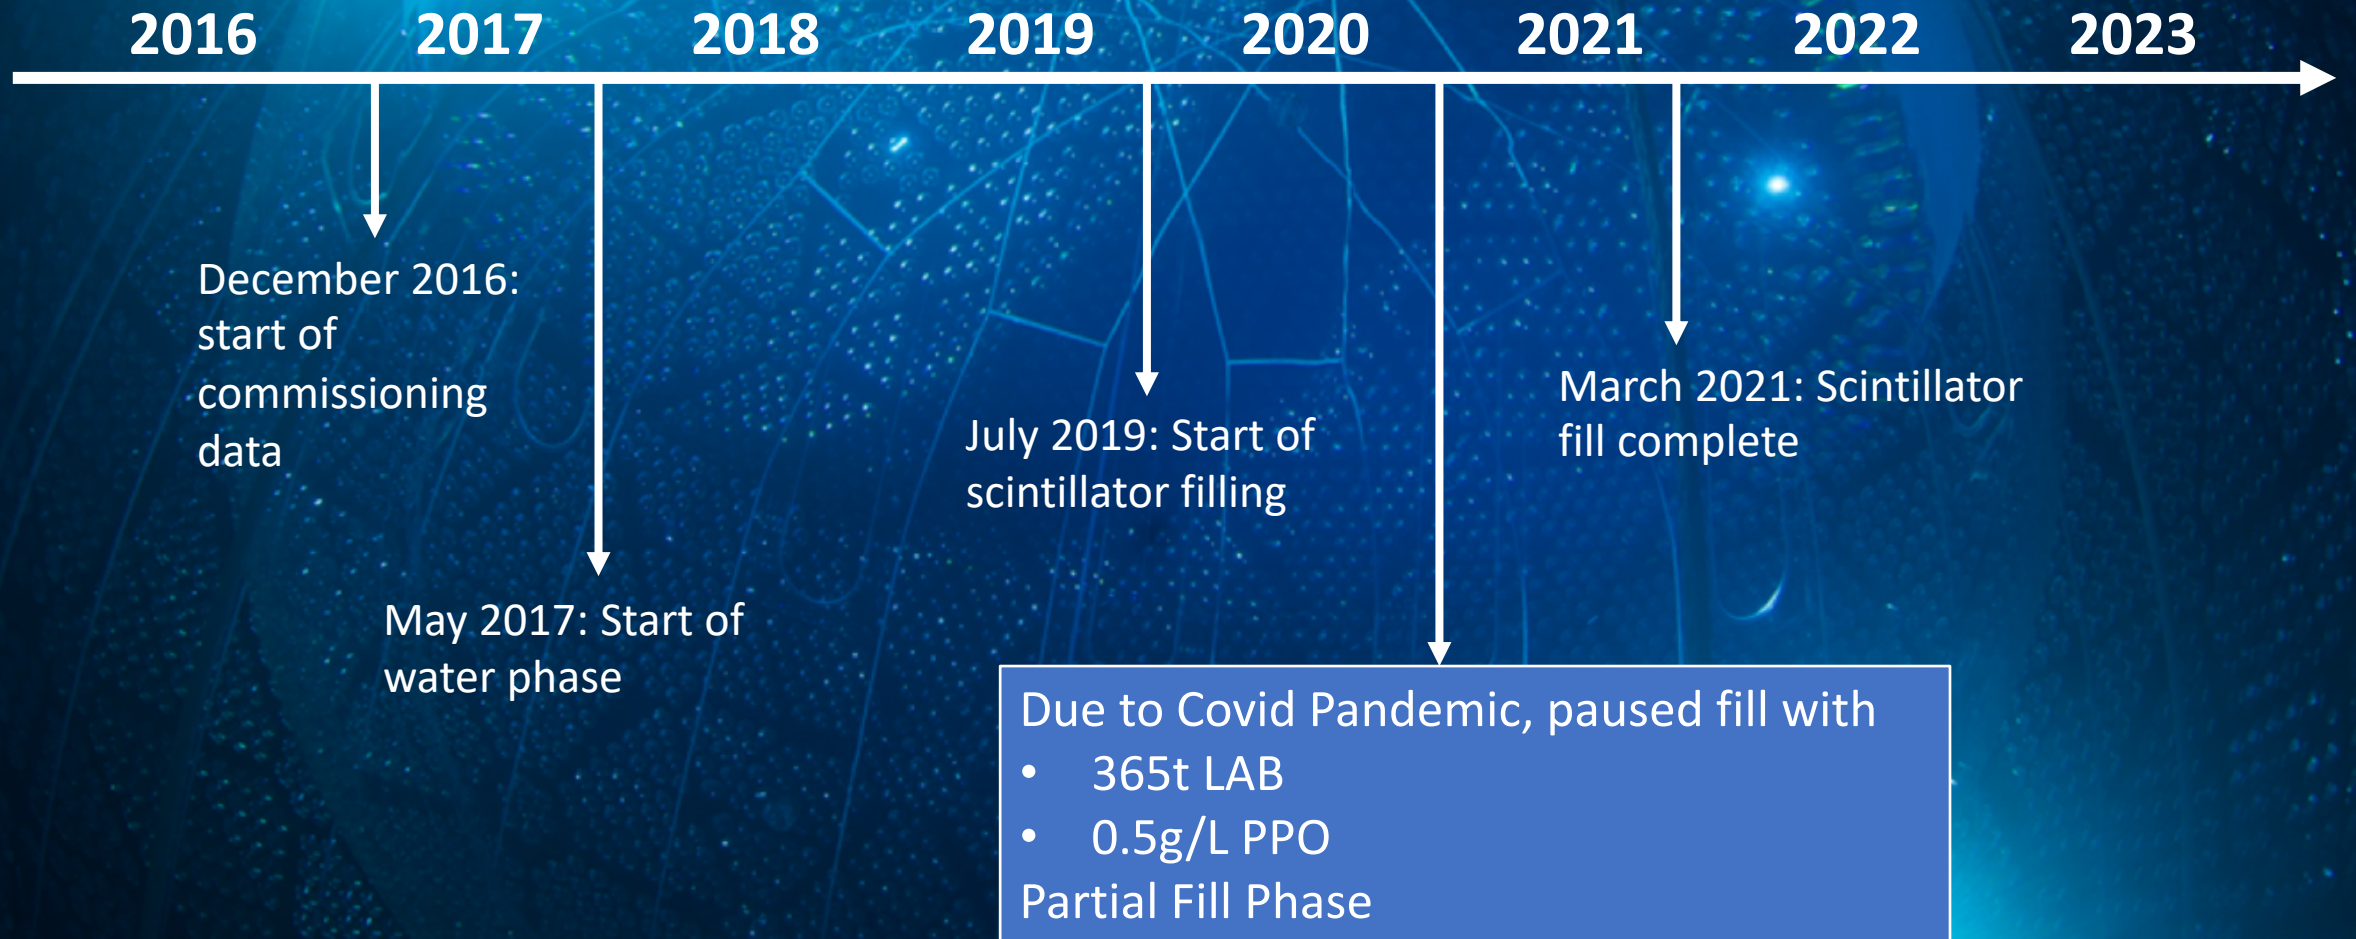 2016 2017 2018 2019 2020 2021 2022 2023
December 2016:
start of
commissioning
data
May 2017: Start of
water phase
July 2019: Start of
scintillator filling
Due to Covid Pandemic, paused fill with
• 365t LAB
• 0.5g/L PPO
Partial Fill Phase
March 2021: Scintillator
fill complete